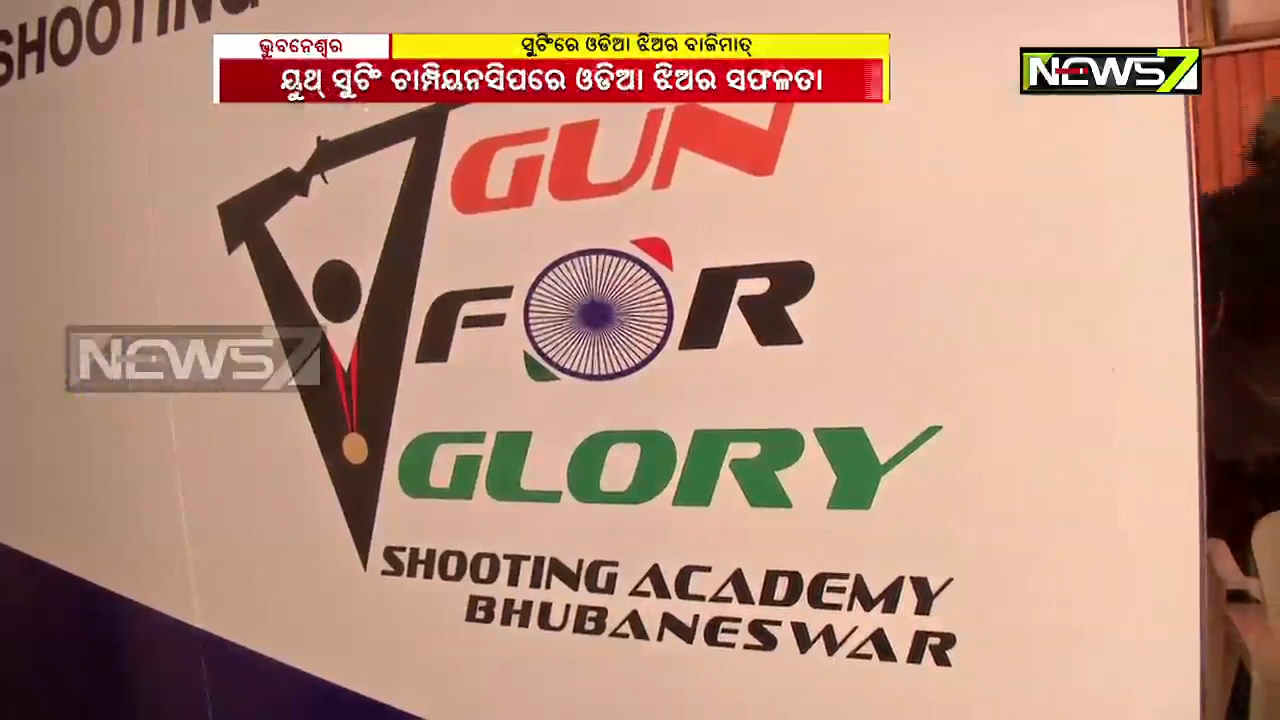 SHOOTING
ଭୁବନେଶ୍ୱର
ସୁଟିଂରେ ଓଡିଆ ଝିଅର ବାଜିମାତ୍
ୟୁଥ୍ ସୁଟିଂ ଚାମ୍ପିୟନସିପରେ ଓଡିଆ ଝିଅର ସଫଳତା
NEWS7
GUN
FOR
NEWS7
GLORY
SHOOTING ACADEMY
BHUBANESWAR